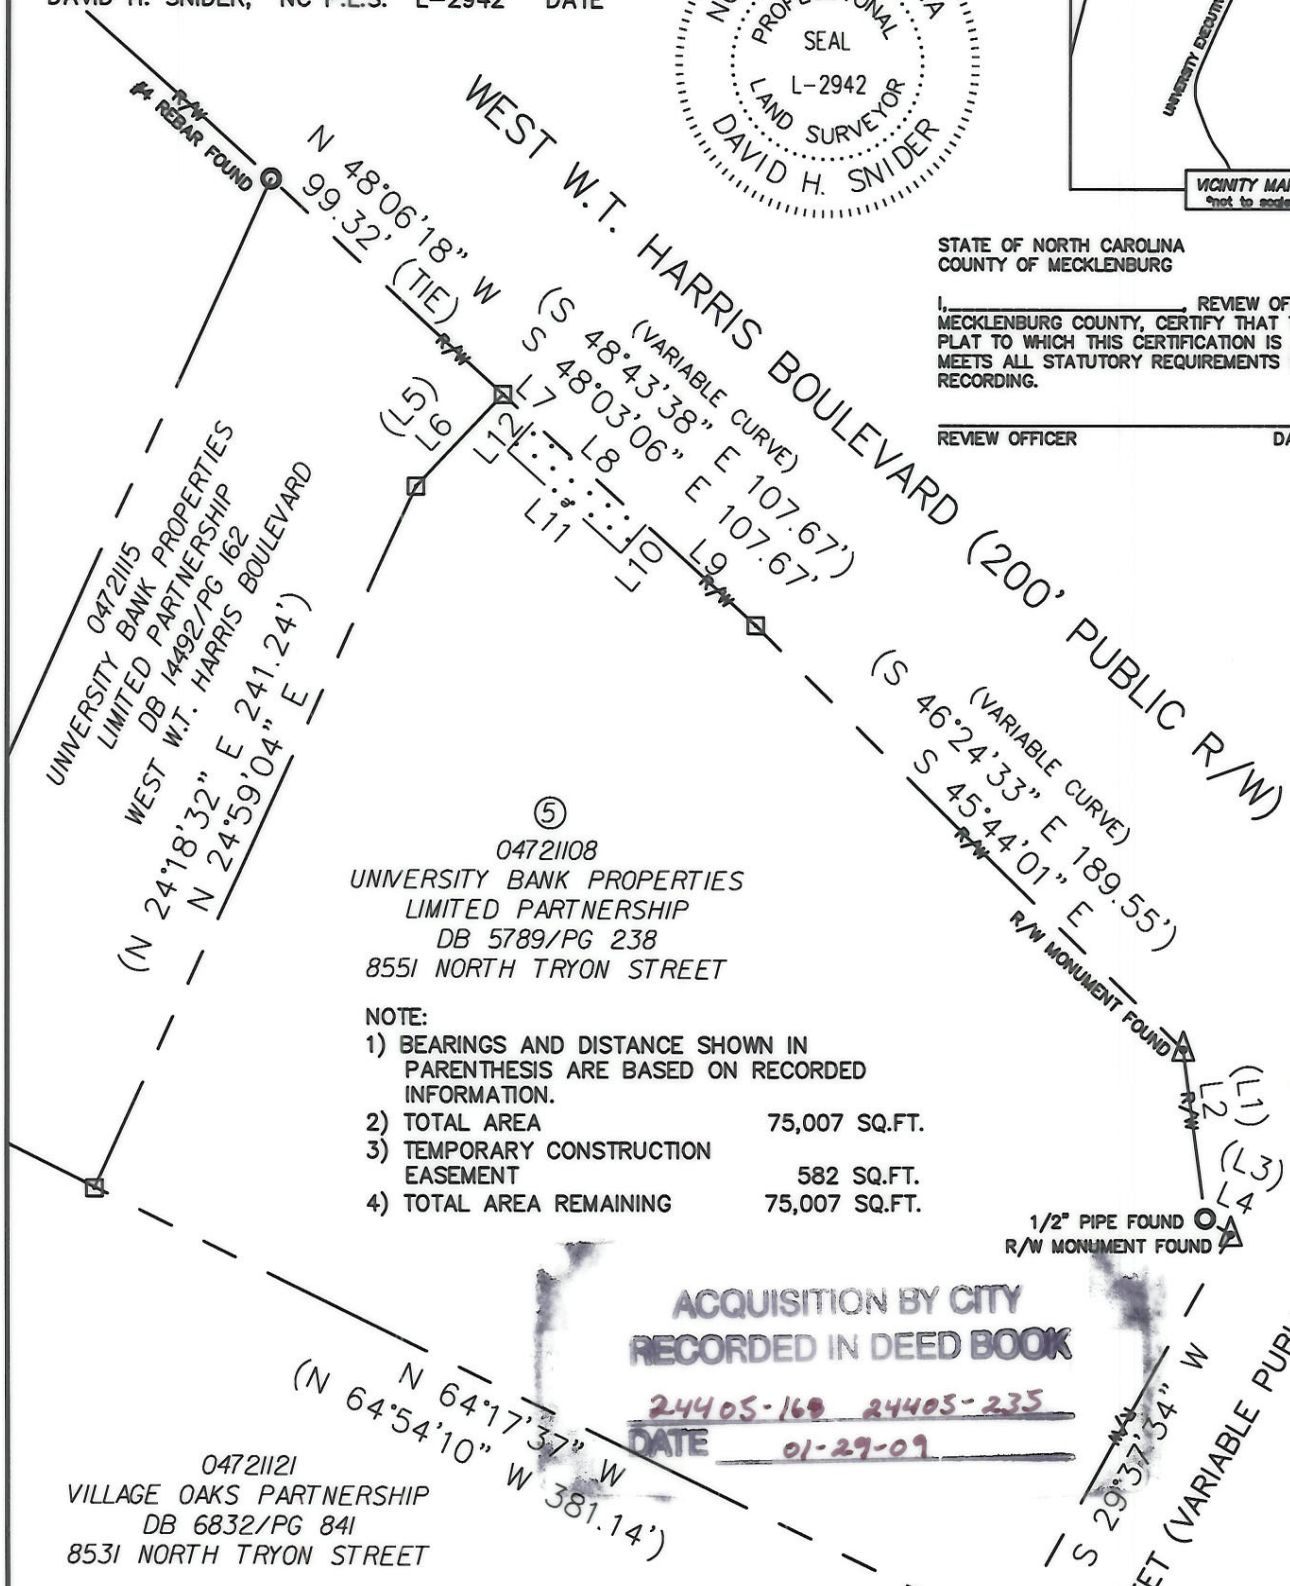 DAVID H. SNIDER, NC P.L.S. L-2942 DATE
PROFESSIONAL
SEAL
L-2942
LAND SURVEYOR
DAVID H. SNIDER
UNIVERSITY
VICINITY MAP
*not to scale
STATE OF NORTH CAROLINA
COUNTY OF MECKLENBURG
I, , REVIEW OF
MECKLENBURG COUNTY, CERTIFY THAT
PLAT TO WHICH THIS CERTIFICATION IS
MEETS ALL STATUTORY REQUIREMENTS
RECORDING.
REVIEW OFFICER
WEST W.T. HARRIS BOULEVARD (200' PUBLIC R/W)
R/W
#4 REBAR FOUND
N 48°06'18" W
99.32' (TIE)
R/W
(VARIABLE CURVE)
(S 48°43'38" E 107.67')
S 48°03'06" E 107.67'
L7
L8
L9
R/W
L10
L11
L12
(L5)
L6
04721115
UNIVERSITY BANK PROPERTIES
LIMITED PARTNERSHIP
DB 14492/PG 162
WEST W.T. HARRIS BOULEVARD
(N 24°18'32" E 241.24')
N 24°59'04" E
(VARIABLE CURVE)
(S 46°24'33" E 189.55')
S 45°44'01" E
R/W
R/W MONUMENT FOUND
(L1)
L2
R/W
(L3)
L4
1/2" PIPE FOUND
R/W MONUMENT FOUND
5
04721108
UNIVERSITY BANK PROPERTIES
LIMITED PARTNERSHIP
DB 5789/PG 238
8551 NORTH TRYON STREET
NOTE:
1) BEARINGS AND DISTANCE SHOWN IN
PARENTHESIS ARE BASED ON RECORDED
INFORMATION.
2) TOTAL AREA 75,007 SQ.FT.
3) TEMPORARY CONSTRUCTION
EASEMENT 582 SQ.FT.
4) TOTAL AREA REMAINING 75,007 SQ.FT.
ACQUISITION BY CITY
RECORDED IN DEED BOOK
24405-168 24405-235
DATE 01-29-09
N 64°17'37" W
(N 64°54'10" W 381.14')
04721121
VILLAGE OAKS PARTNERSHIP
DB 6832/PG 841
8531 NORTH TRYON STREET
R/W
S 29°37'34" W
(VARIABLE